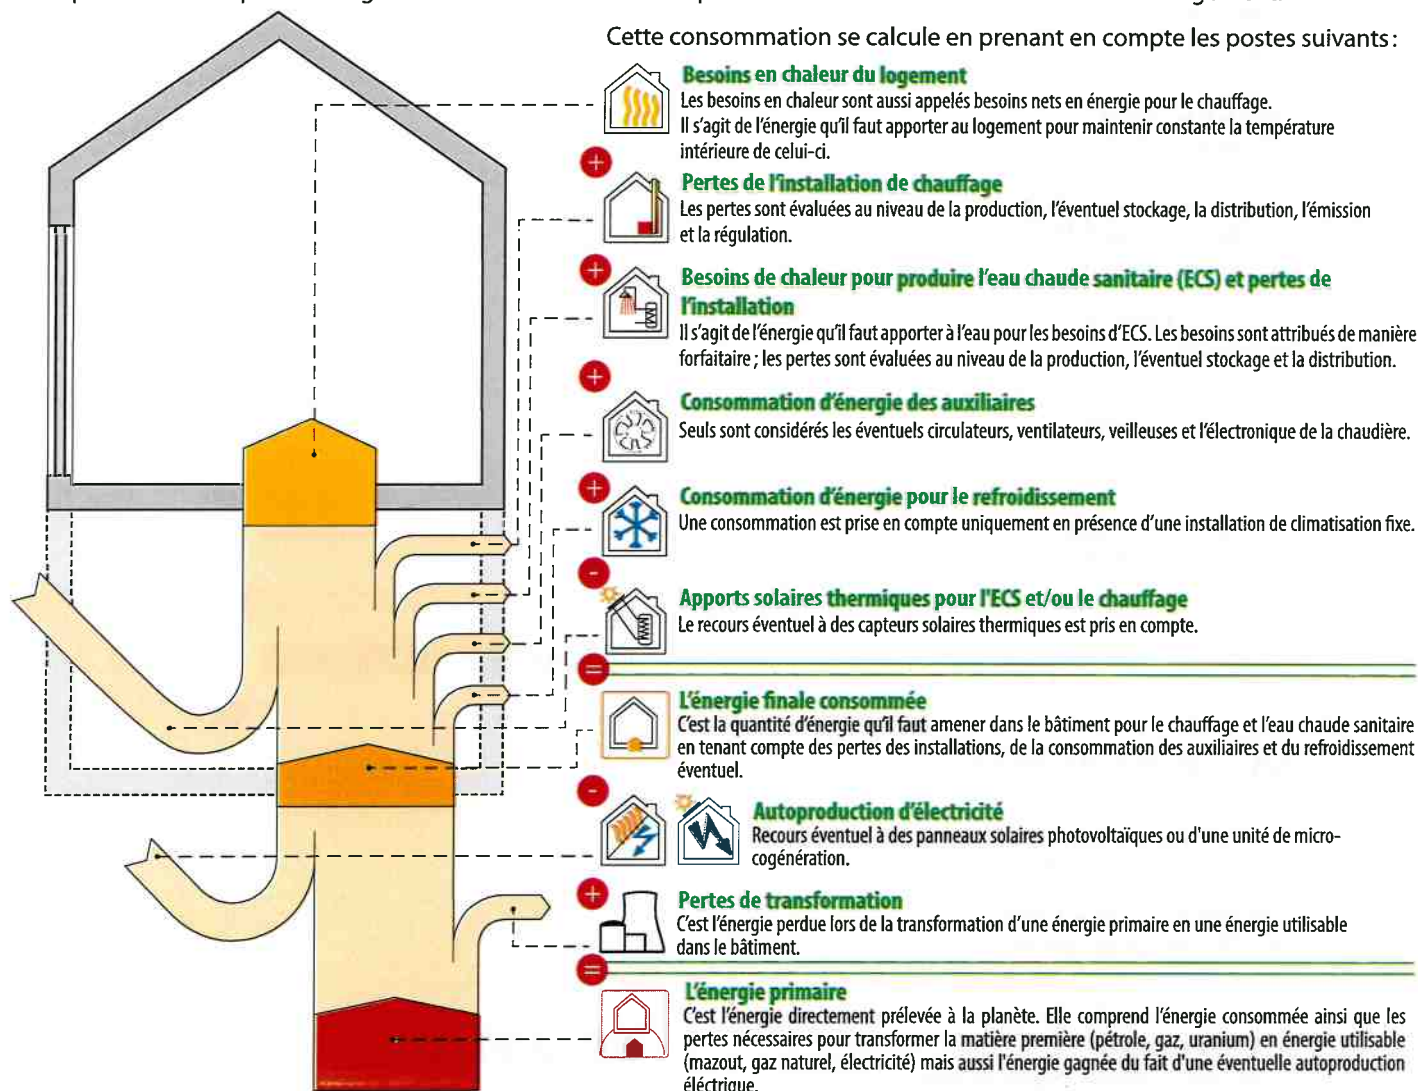 Cette consommation se calcule en prenant en compte les postes suivants :
Besoins en chaleur du logement
Les besoins en chaleur sont aussi appelés besoins nets en énergie pour le chauffage.
Il s'agit de l'énergie qu'il faut apporter au logement pour maintenir constante la température
intérieure de celui-ci.
+
Pertes de l'installation de chauffage
Les pertes sont évaluées au niveau de la production, l'éventuel stockage, la distribution, l'émission
et la régulation.
+
Besoins de chaleur pour produire l'eau chaude sanitaire (ECS) et pertes de
l'installation
Il s'agit de l'énergie qu'il faut apporter à l'eau pour les besoins d'ECS. Les besoins sont attribués de manière
forfaitaire ; les pertes sont évaluées au niveau de la production, l'éventuel stockage et la distribution.
+
Consommation d'énergie des auxiliaires
Seuls sont considérés les éventuels circulateurs, ventilateurs, veilleuses et l'électronique de la chaudière.
+
Consommation d'énergie pour le refroidissement
Une consommation est prise en compte uniquement en présence d'une installation de climatisation fixe.
-
Apports solaires thermiques pour l'ECS et/ou le chauffage
Le recours éventuel à des capteurs solaires thermiques est pris en compte.
=
L'énergie finale consommée
C'est la quantité d'énergie qu'il faut amener dans le bâtiment pour le chauffage et l'eau chaude sanitaire
en tenant compte des pertes des installations, de la consommation des auxiliaires et du refroidissement
éventuel.
-
Autoproduction d'électricité
Recours éventuel à des panneaux solaires photovoltaïques ou d'une unité de micro-
cogénération.
+
Pertes de transformation
C'est l'énergie perdue lors de la transformation d'une énergie primaire en une énergie utilisable
dans le bâtiment.
=
L'énergie primaire
C'est l'énergie directement prélevée à la planète. Elle comprend l'énergie consommée ainsi que les
pertes nécessaires pour transformer la matière première (pétrole, gaz, uranium) en énergie utilisable
(mazout, gaz naturel, électricité) mais aussi l'énergie gagnée du fait d'une éventuelle autoproduction
éléctrique.